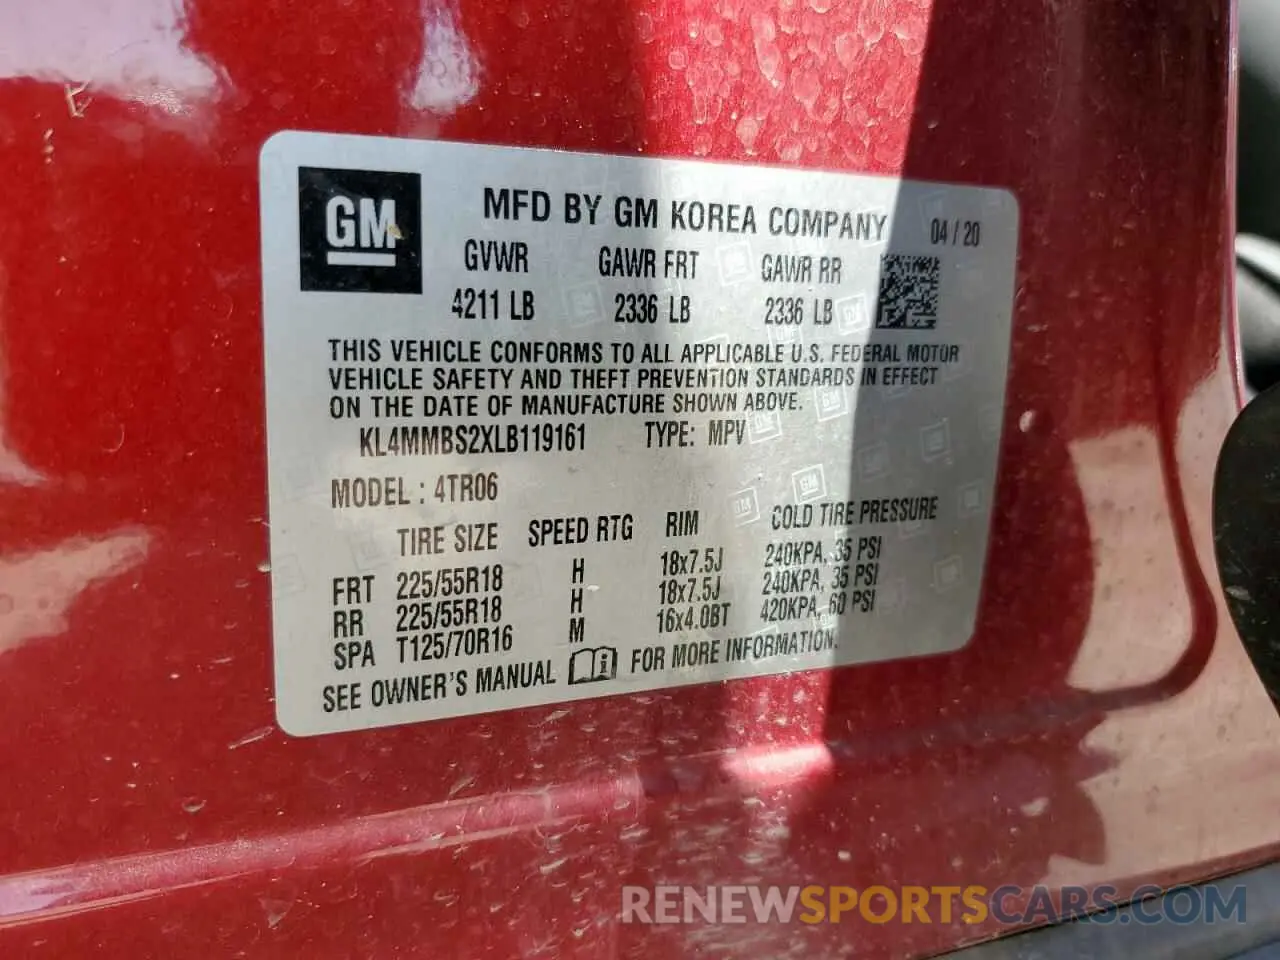 GM
MFD BY GM KOREA COMPANY 04 / 20
GVWR GAWR FRT GAWR RR
4211 LB 2336 LB 2336 LB
THIS VEHICLE CONFORMS TO ALL APPLICABLE U.S. FEDERAL MOTOR
VEHICLE SAFETY AND THEFT PREVENTION STANDARDS IN EFFECT
ON THE DATE OF MANUFACTURE SHOWN ABOVE.
KL4MMBS2XLB119161 TYPE: MPV
MODEL : 4TR06
TIRE SIZE SPEED RTG RIM COLD TIRE PRESSURE
FRT 225/55R18 H 18x7.5J 240KPA, 35 PSI
RR 225/55R18 H 18x7.5J 240KPA, 35 PSI
SPA T125/70R16 M 16x4.0BT 420KPA, 60 PSI
SEE OWNER'S MANUAL FOR MORE INFORMATION.
RENEWSPORTSCARS.COM